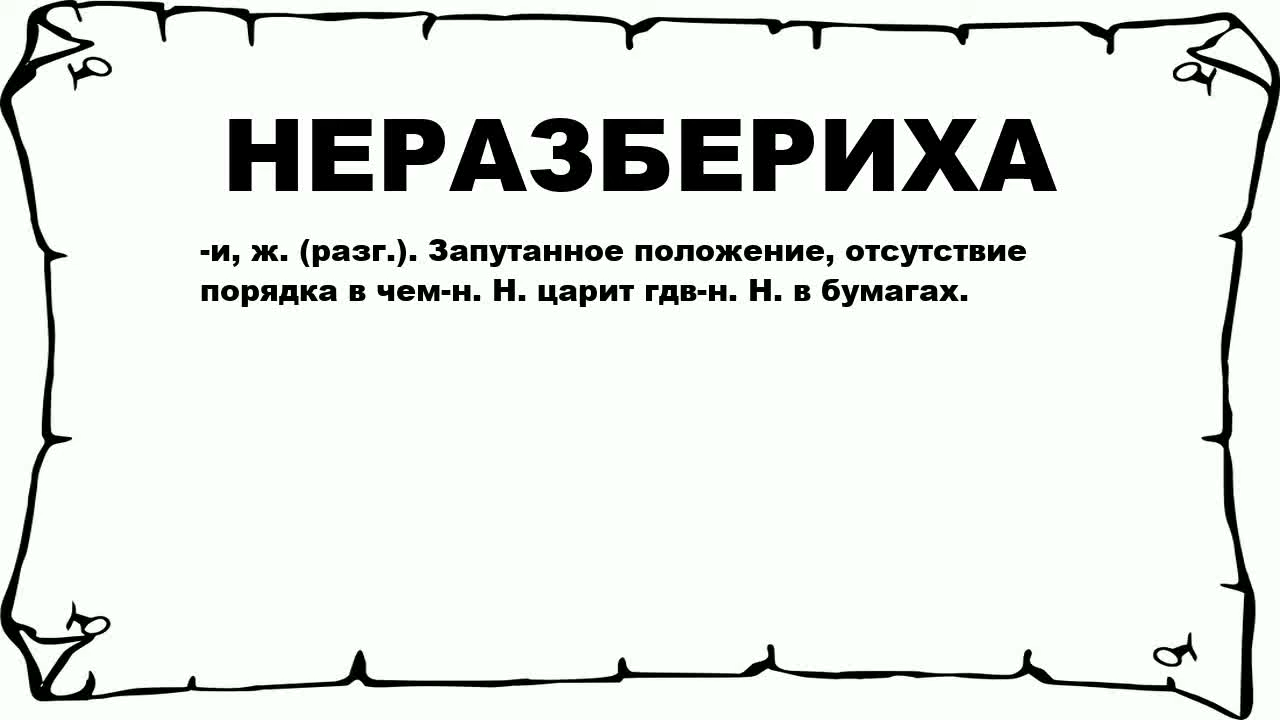 НЕРАЗБЕРИХА
-и, ж. (разг.). Запутанное положение, отсутствие
порядка в чем-н. Н. царит гдв-н. Н. в бумагах.